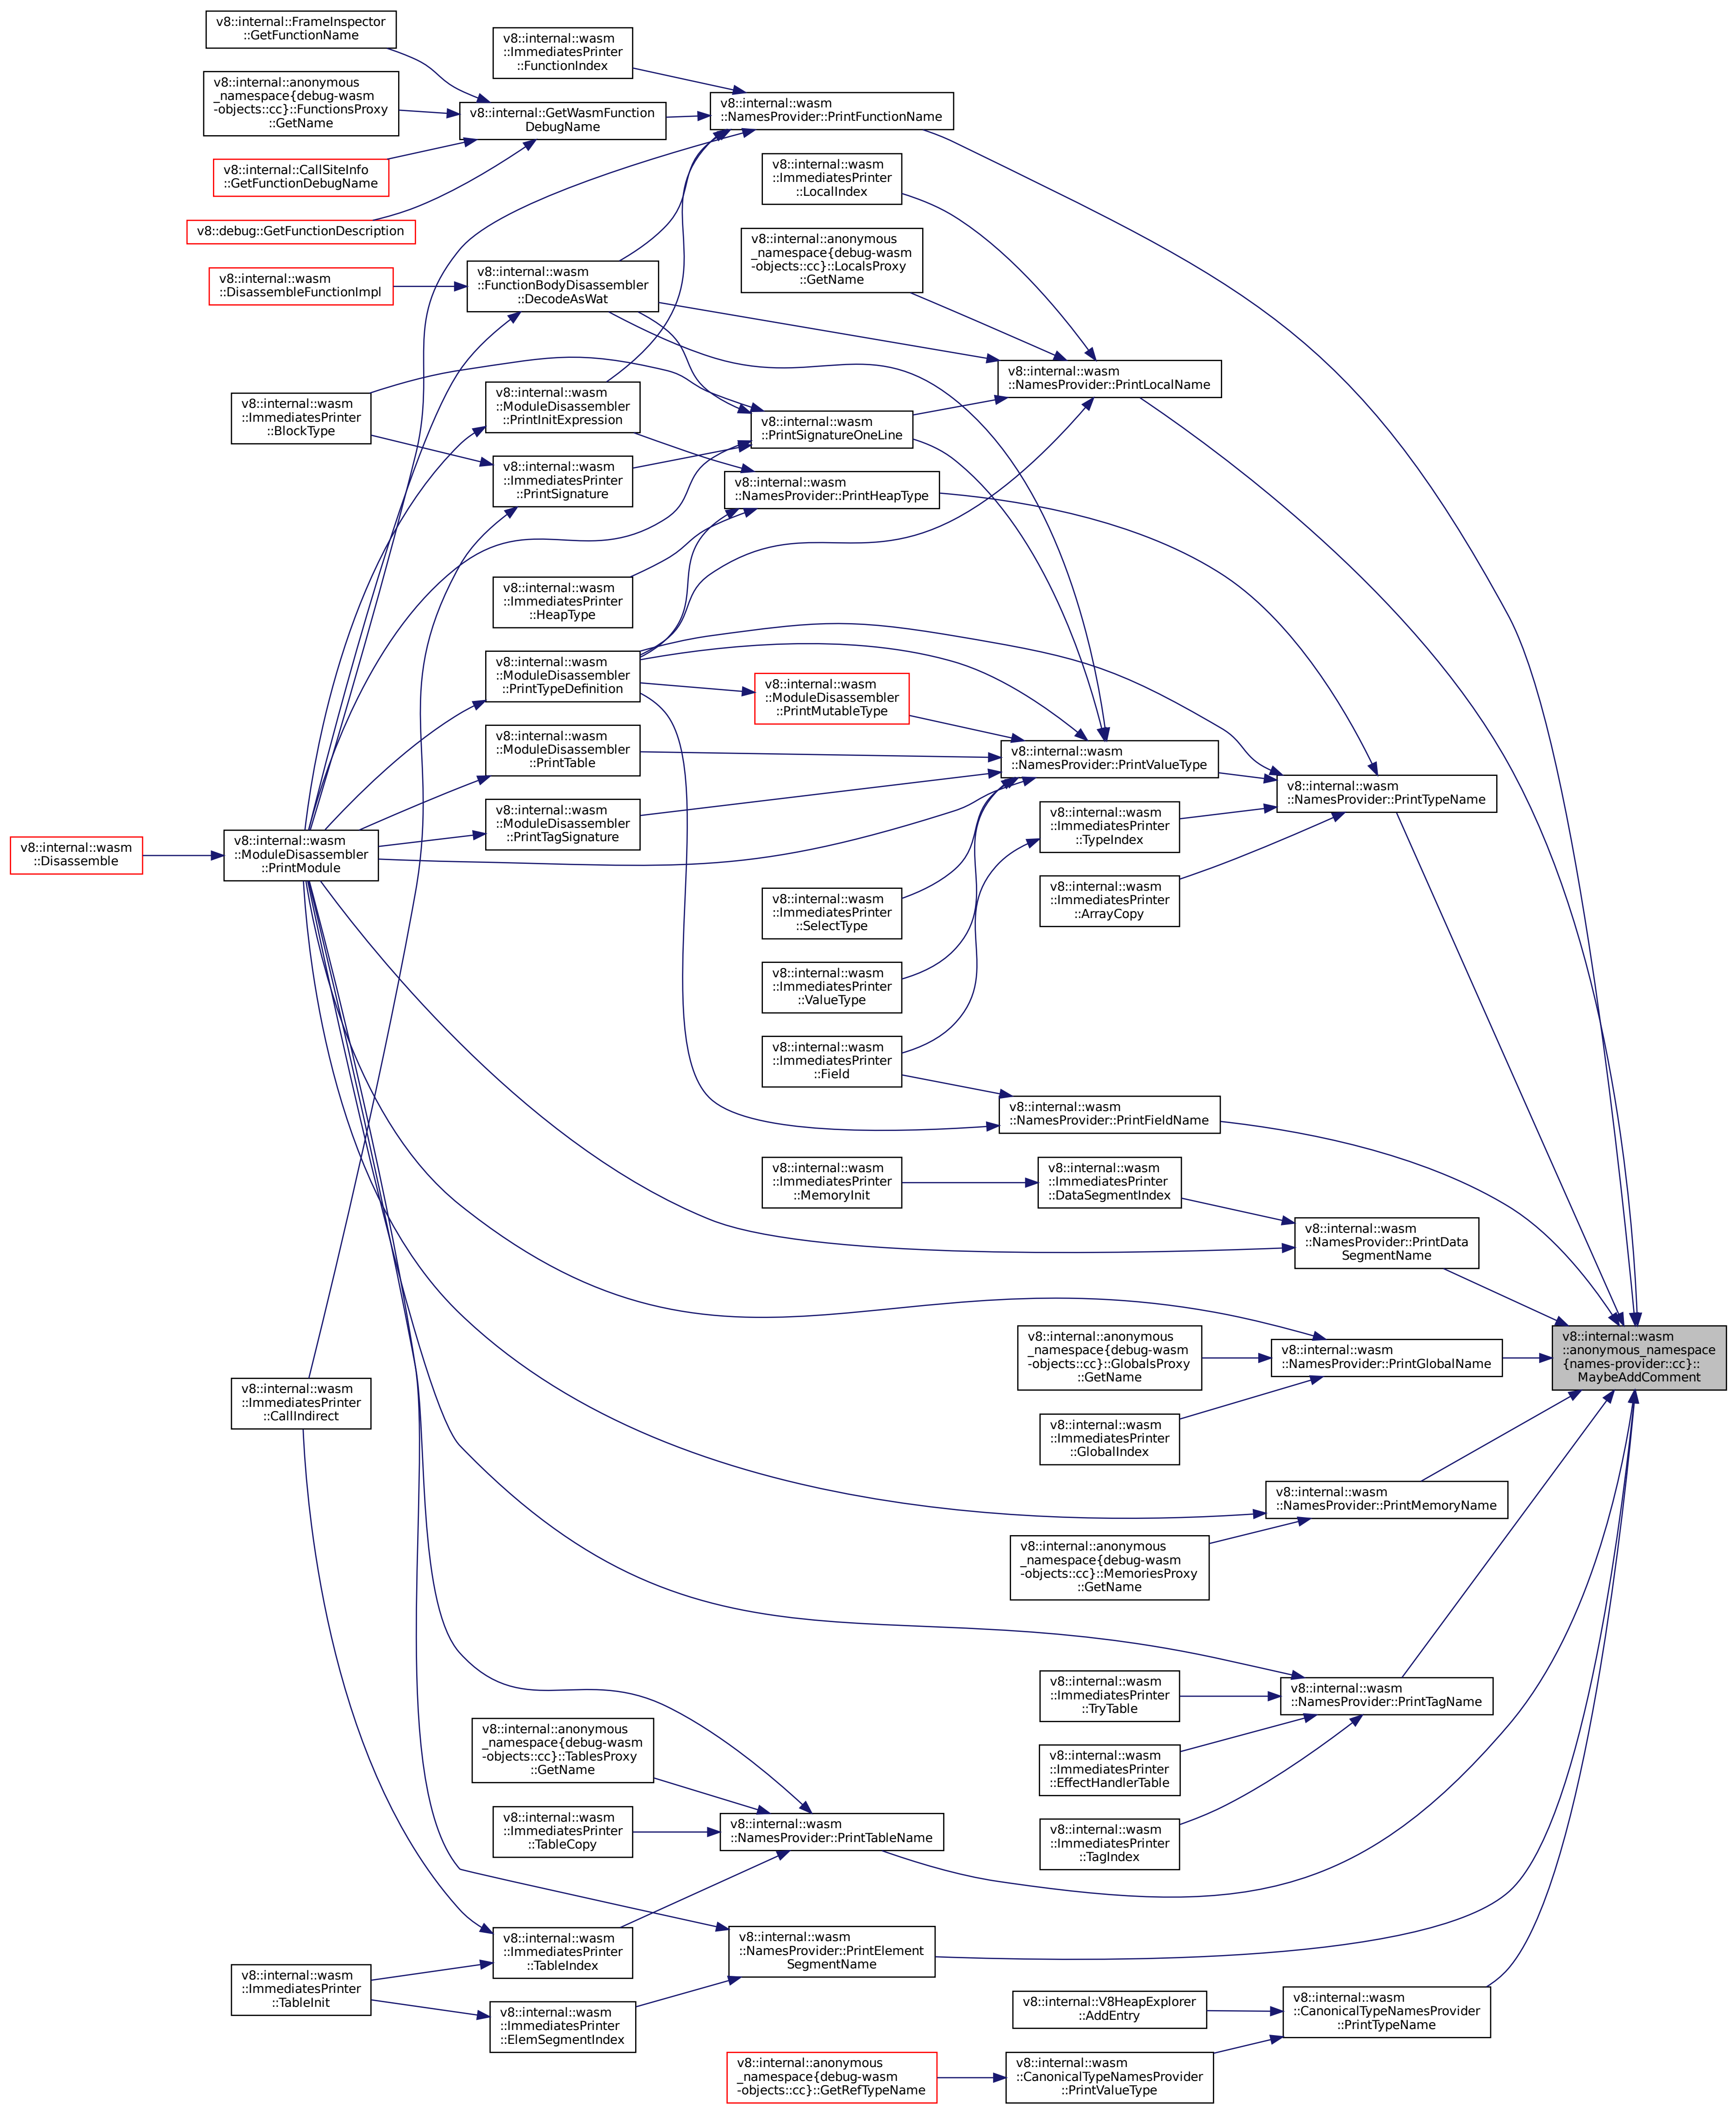 v8::internal::FrameInspector
::GetFunctionName
v8::internal::wasm
::ImmediatesPrinter
::FunctionIndex
v8::internal::anonymous
_namespace{debug-wasm
-objects::cc}::FunctionsProxy
::GetName
v8::internal::GetWasmFunction
DebugName
v8::internal::wasm
::NamesProvider::PrintFunctionName
v8::internal::CallSiteInfo
::GetFunctionDebugName
v8::internal::wasm
::ImmediatesPrinter
::LocalIndex
v8::debug::GetFunctionDescription
v8::internal::anonymous
_namespace{debug-wasm
-objects::cc}::LocalsProxy
::GetName
v8::internal::wasm
::DisassembleFunctionImpl
v8::internal::wasm
::FunctionBodyDisassembler
::DecodeAsWat
v8::internal::wasm
::NamesProvider::PrintLocalName
v8::internal::wasm
::ImmediatesPrinter
::BlockType
v8::internal::wasm
::ModuleDisassembler
::PrintInitExpression
v8::internal::wasm
::PrintSignatureOneLine
v8::internal::wasm
::ImmediatesPrinter
::PrintSignature
v8::internal::wasm
::NamesProvider::PrintHeapType
v8::internal::wasm
::ImmediatesPrinter
::HeapType
v8::internal::wasm
::ModuleDisassembler
::PrintTypeDefinition
v8::internal::wasm
::ModuleDisassembler
::PrintMutableType
v8::internal::wasm
::ModuleDisassembler
::PrintTable
v8::internal::wasm
::NamesProvider::PrintValueType
v8::internal::wasm
::NamesProvider::PrintTypeName
v8::internal::wasm
::ModuleDisassembler
::PrintTagSignature
v8::internal::wasm
::ImmediatesPrinter
::TypeIndex
v8::internal::wasm
::Disassemble
v8::internal::wasm
::ModuleDisassembler
::PrintModule
v8::internal::wasm
::ImmediatesPrinter
::ArrayCopy
v8::internal::wasm
::ImmediatesPrinter
::SelectType
v8::internal::wasm
::ImmediatesPrinter
::ValueType
v8::internal::wasm
::ImmediatesPrinter
::Field
v8::internal::wasm
::NamesProvider::PrintFieldName
v8::internal::wasm
::ImmediatesPrinter
::MemoryInit
v8::internal::wasm
::ImmediatesPrinter
::DataSegmentIndex
v8::internal::wasm
::NamesProvider::PrintData
SegmentName
v8::internal::anonymous
_namespace{debug-wasm
-objects::cc}::GlobalsProxy
::GetName
v8::internal::wasm
::NamesProvider::PrintGlobalName
v8::internal::wasm
::anonymous_namespace
{names-provider::cc}::
MaybeAddComment
v8::internal::wasm
::ImmediatesPrinter
::CallIndirect
v8::internal::wasm
::ImmediatesPrinter
::GlobalIndex
v8::internal::wasm
::NamesProvider::PrintMemoryName
v8::internal::anonymous
_namespace{debug-wasm
-objects::cc}::MemoriesProxy
::GetName
v8::internal::wasm
::ImmediatesPrinter
::TryTable
v8::internal::wasm
::NamesProvider::PrintTagName
v8::internal::anonymous
_namespace{debug-wasm
-objects::cc}::TablesProxy
::GetName
v8::internal::wasm
::ImmediatesPrinter
::EffectHandlerTable
v8::internal::wasm
::ImmediatesPrinter
::TableCopy
v8::internal::wasm
::NamesProvider::PrintTableName
v8::internal::wasm
::ImmediatesPrinter
::TagIndex
v8::internal::wasm
::ImmediatesPrinter
::TableIndex
v8::internal::wasm
::NamesProvider::PrintElement
SegmentName
v8::internal::wasm
::ImmediatesPrinter
::TableInit
v8::internal::wasm
::ImmediatesPrinter
::ElemSegmentIndex
v8::internal::V8HeapExplorer
::AddEntry
v8::internal::wasm
::CanonicalTypeNamesProvider
::PrintTypeName
v8::internal::anonymous
_namespace{debug-wasm
-objects::cc}::GetRefTypeName
v8::internal::wasm
::CanonicalTypeNamesProvider
::PrintValueType